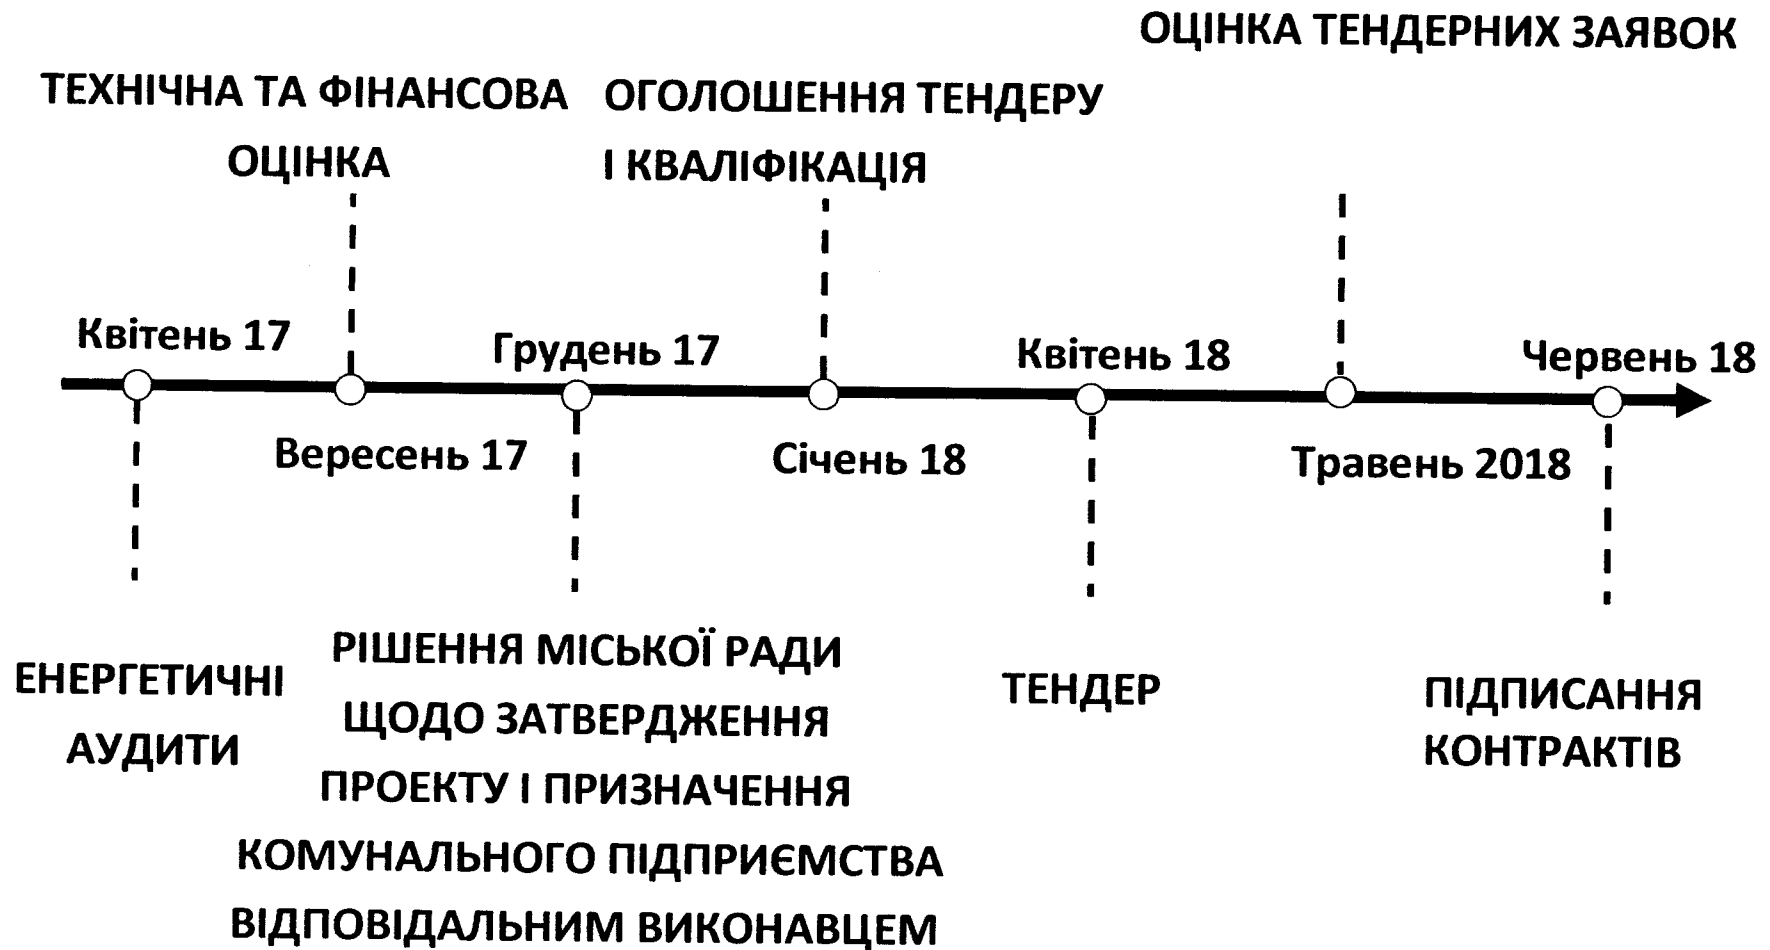 ОЦІНКА ТЕНДЕРНИХ ЗАЯВОК
ТЕХНІЧНА ТА ФІНАНСОВА
ОЦІНКА
ОГОЛОШЕННЯ ТЕНДЕРУ
І КВАЛІФІКАЦІЯ
Квітень 17
Грудень 17
Квітень 18
Червень 18
Вересень 17
Січень 18
Травень 2018
ЕНЕРГЕТИЧНІ
АУДИТИ
РІШЕННЯ МІСЬКОЇ РАДИ
ЩОДО ЗАТВЕРДЖЕННЯ
ПРОЕКТУ І ПРИЗНАЧЕННЯ
КОМУНАЛЬНОГО ПІДПРИЄМСТВА
ВІДПОВІДАЛЬНИМ ВИКОНАВЦЕМ
ТЕНДЕР
ПІДПИСАННЯ
КОНТРАКТІВ